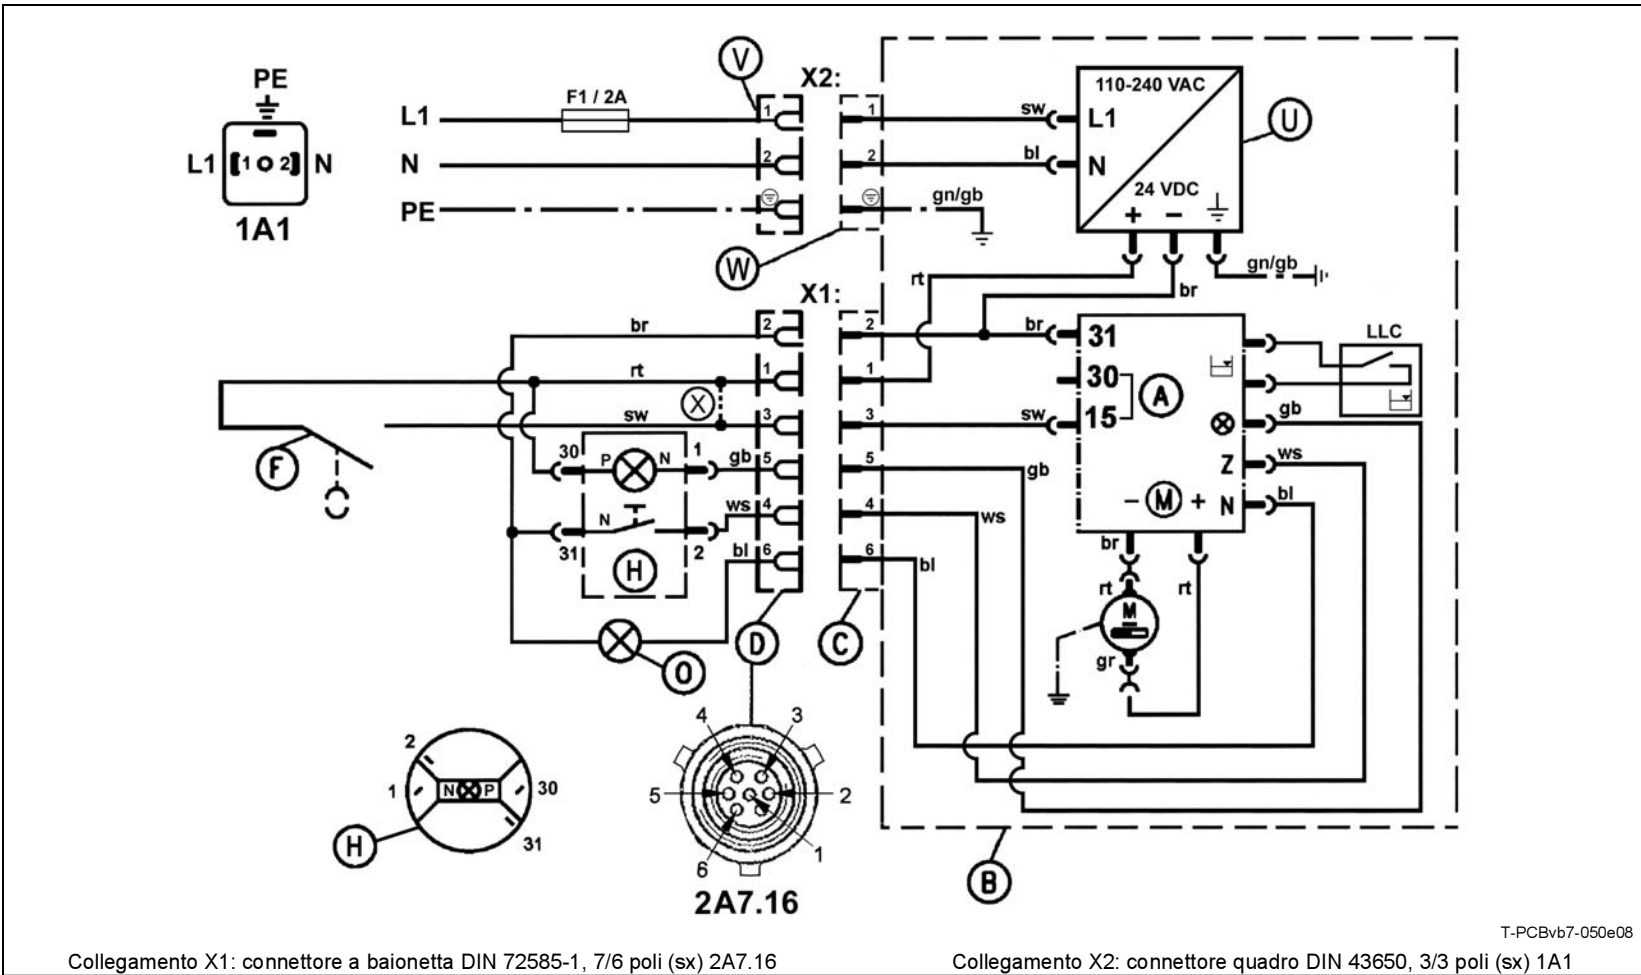 PE
L1 1 2 N
1A1
L1 F1 / 2A
N
PE
V
X2:
1 1 sw
2 2 bl
gn/gb
W
110-240 VAC
L1
N
24 VDC
+ −
U
rt
br
gn/gb
X1:
br 2 2 br 31
rt 1 1 30
X
sw 3 3 sw 15
A
LLC
F
30 P N 1 gb 5 5 gb
gb
N ws 4 4 ws
31 2
H
Z ws
− M + N bl
bl 6 6 bl
br
rt M rt
gr
O
D
C
4 3
5 2
6 1
2A7.16
2
1 N P 30
31
H
B
T-PCBvb7-050e08
Collegamento X1: connettore a baionetta DIN 72585-1, 7/6 poli (sx) 2A7.16
Collegamento X2: connettore quadro DIN 43650, 3/3 poli (sx) 1A1